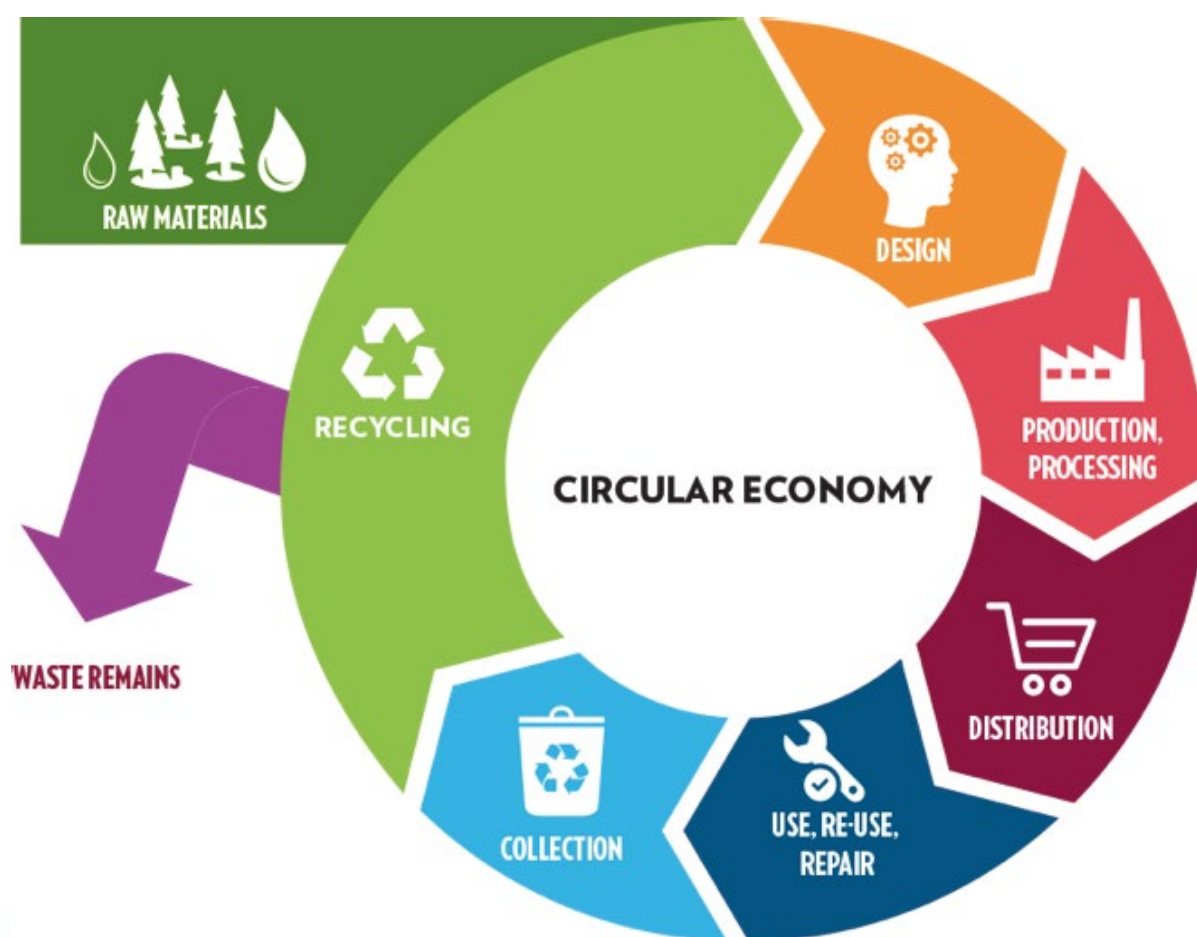 RAW MATERIALS
DESIGN
RECYCLING
PRODUCTION,
PROCESSING
CIRCULAR ECONOMY
WASTE REMAINS
DISTRIBUTION
USE, RE-USE,
REPAIR
COLLECTION